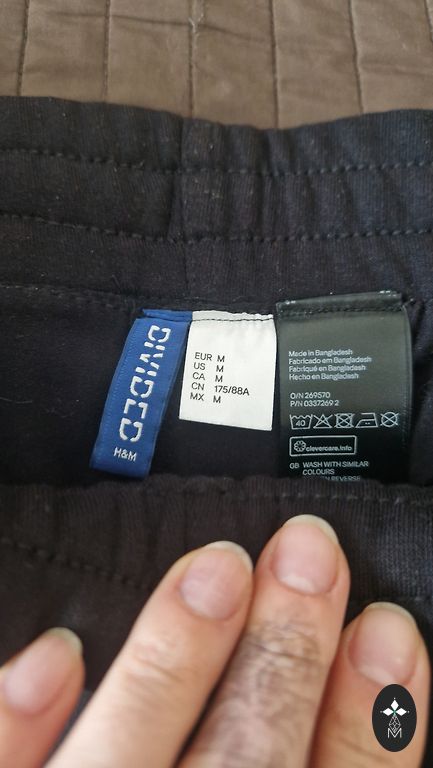 DIVIDED
H&M
EUR M
US M
CA M
CN 175/88A
MX M
Made in Bangladesh
Fabricado em Bangladesh
Fabriqué en Bangladesh
Hecho en Bangladesh
O/N 269570
P/N 0337269 2
40
clevercare.info
GB WASH WITH SIMILAR
COLOURS
REVERSE
M